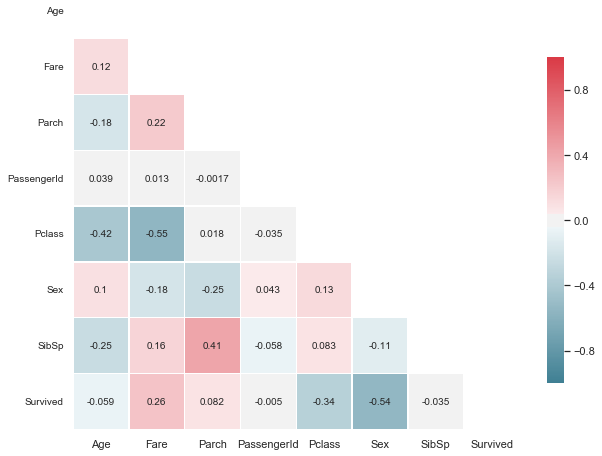 Age
Fare 0.12
Parch -0.18 0.22
PassengerId 0.039 0.013 -0.0017
Pclass -0.42 -0.55 0.018 -0.035
Sex 0.1 -0.18 -0.25 0.043 0.13
SibSp -0.25 0.16 0.41 -0.058 0.083 -0.11
Survived -0.059 0.26 0.082 -0.005 -0.34 -0.54 -0.035
Age Fare Parch PassengerId Pclass Sex SibSp Survived
0.8
0.4
0.0
-0.4
-0.8